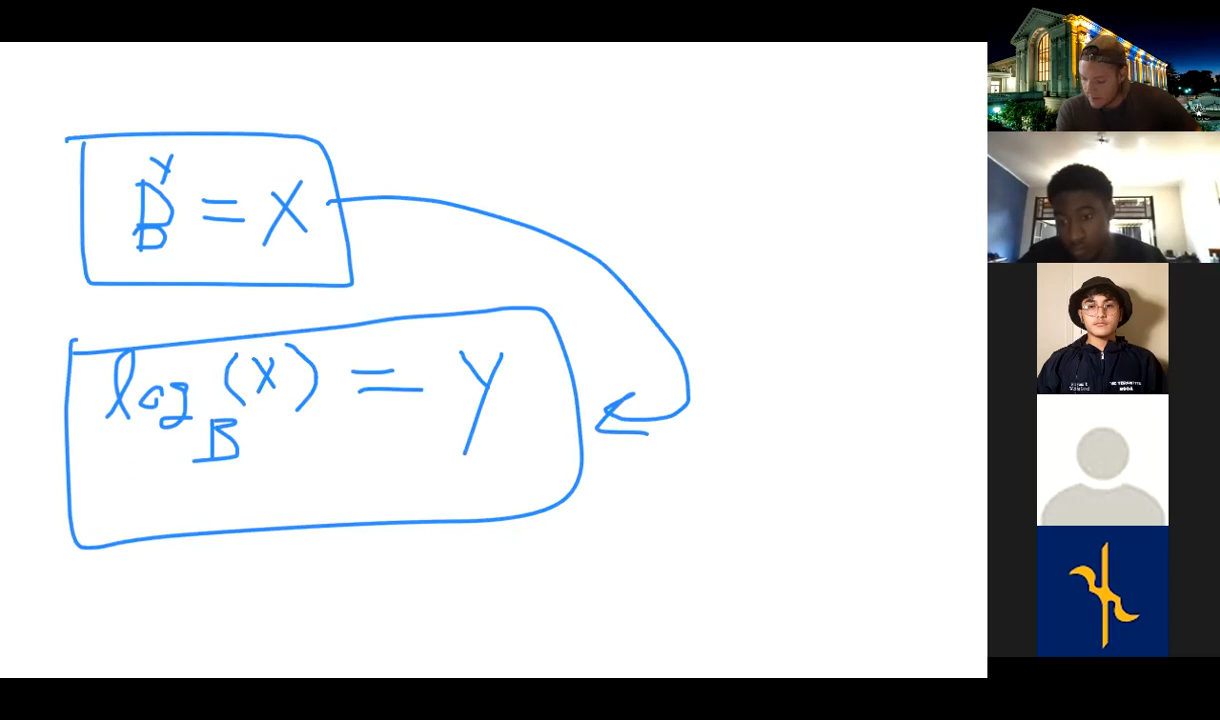 B^Y = X
log_B (X) = Y